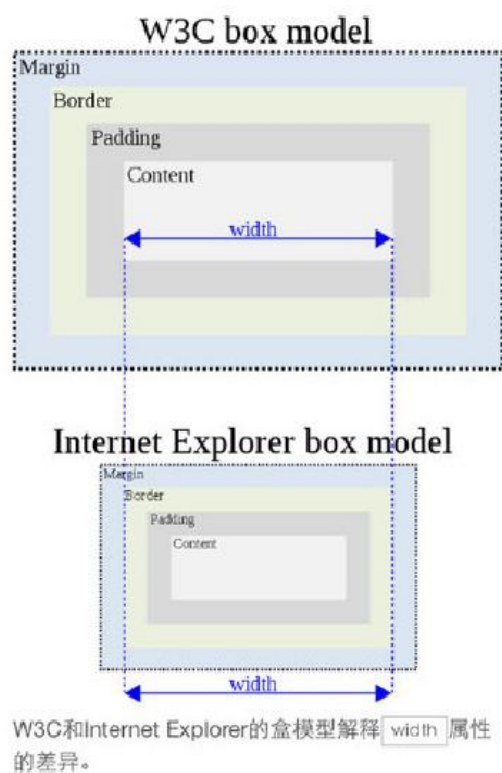 W3C box model
Margin
Border
Padding
Content
width
Internet Explorer box model
Margin
Border
Padding
Content
width
W3C和Internet Explorer的盒模型解释 width 属性
的差异。